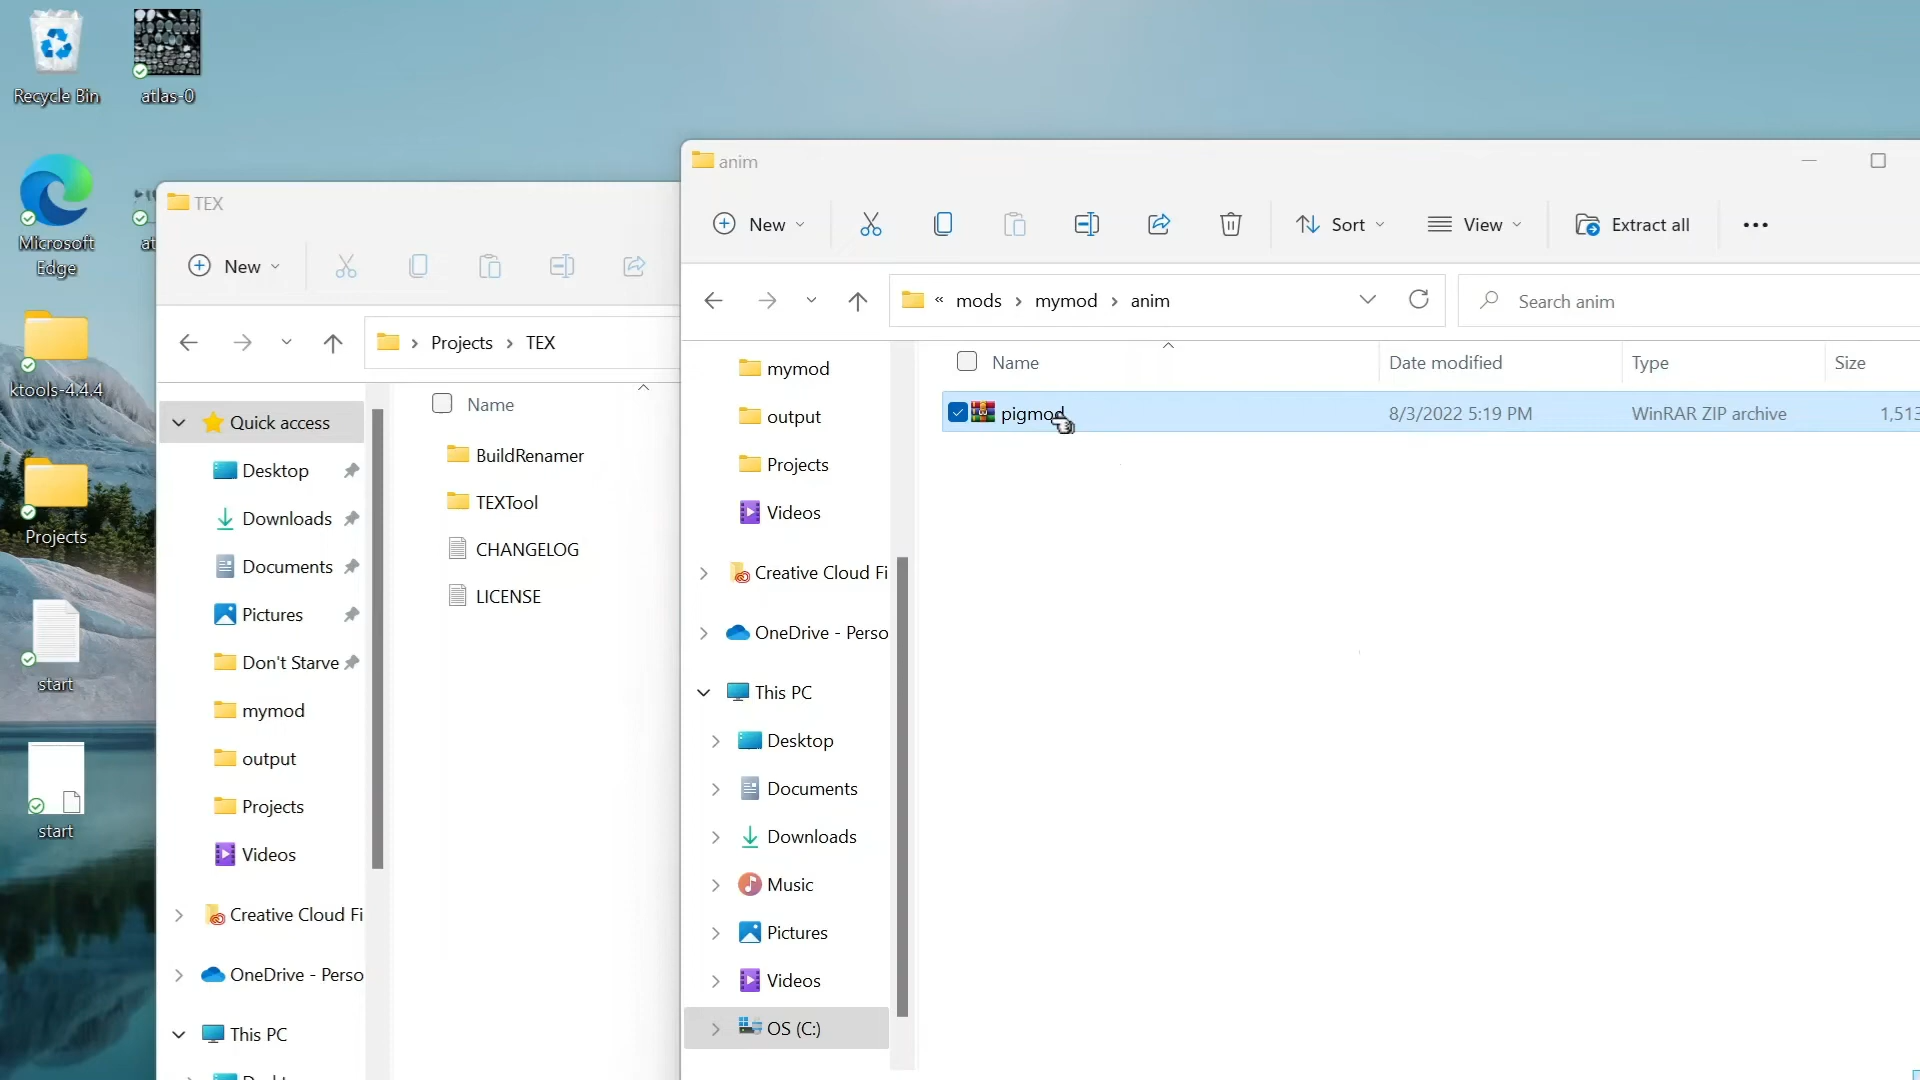 Recycle Bin
atlas-0
Microsoft
Edge
at
ktools-4.4.4
Projects
start
start
TEX
New
Projects > TEX
Name
Quick access
Desktop
Downloads
Documents
Pictures
Don't Starve
mymod
output
Projects
Videos
Creative Cloud Fi
OneDrive - Perso
This PC
BuildRenamer
TEXTool
CHANGELOG
LICENSE
anim
New
Sort
View
Extract all
« mods > mymod > anim
Search anim
mymod
output
Projects
Videos
Creative Cloud Fi
OneDrive - Perso
This PC
Desktop
Documents
Downloads
Music
Pictures
Videos
OS (C:)
Name Date modified Type Size
pigmod 8/3/2022 5:19 PM WinRAR ZIP archive 1,513